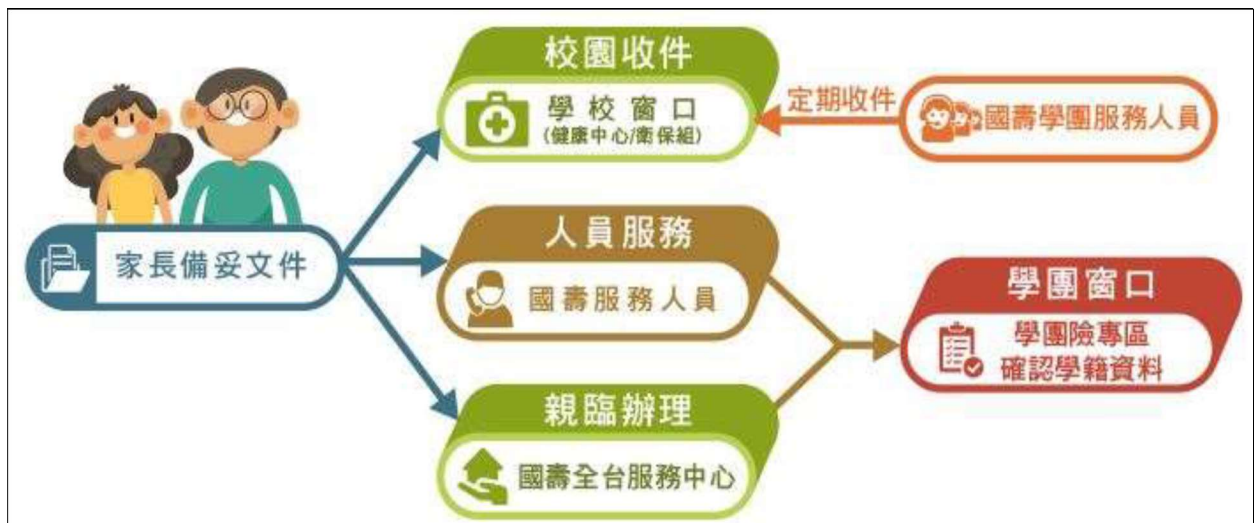 校園收件
學校窗口
(健康中心/衛保組)
定期收件
國壽學團服務人員
家長備妥文件
人員服務
國壽服務人員
學團窗口
學團險專區
確認學籍資料
親臨辦理
國壽全台服務中心